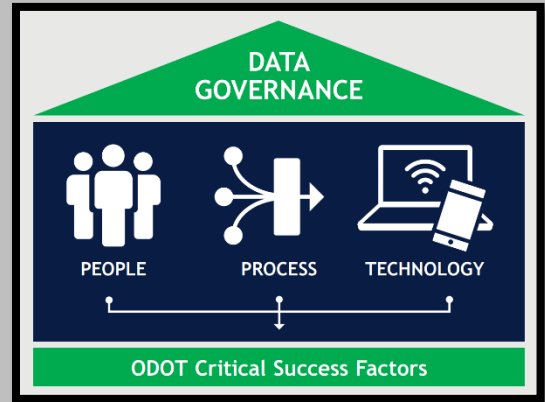 DATA
GOVERNANCE
PEOPLE
PROCESS
TECHNOLOGY
ODOT Critical Success Factors